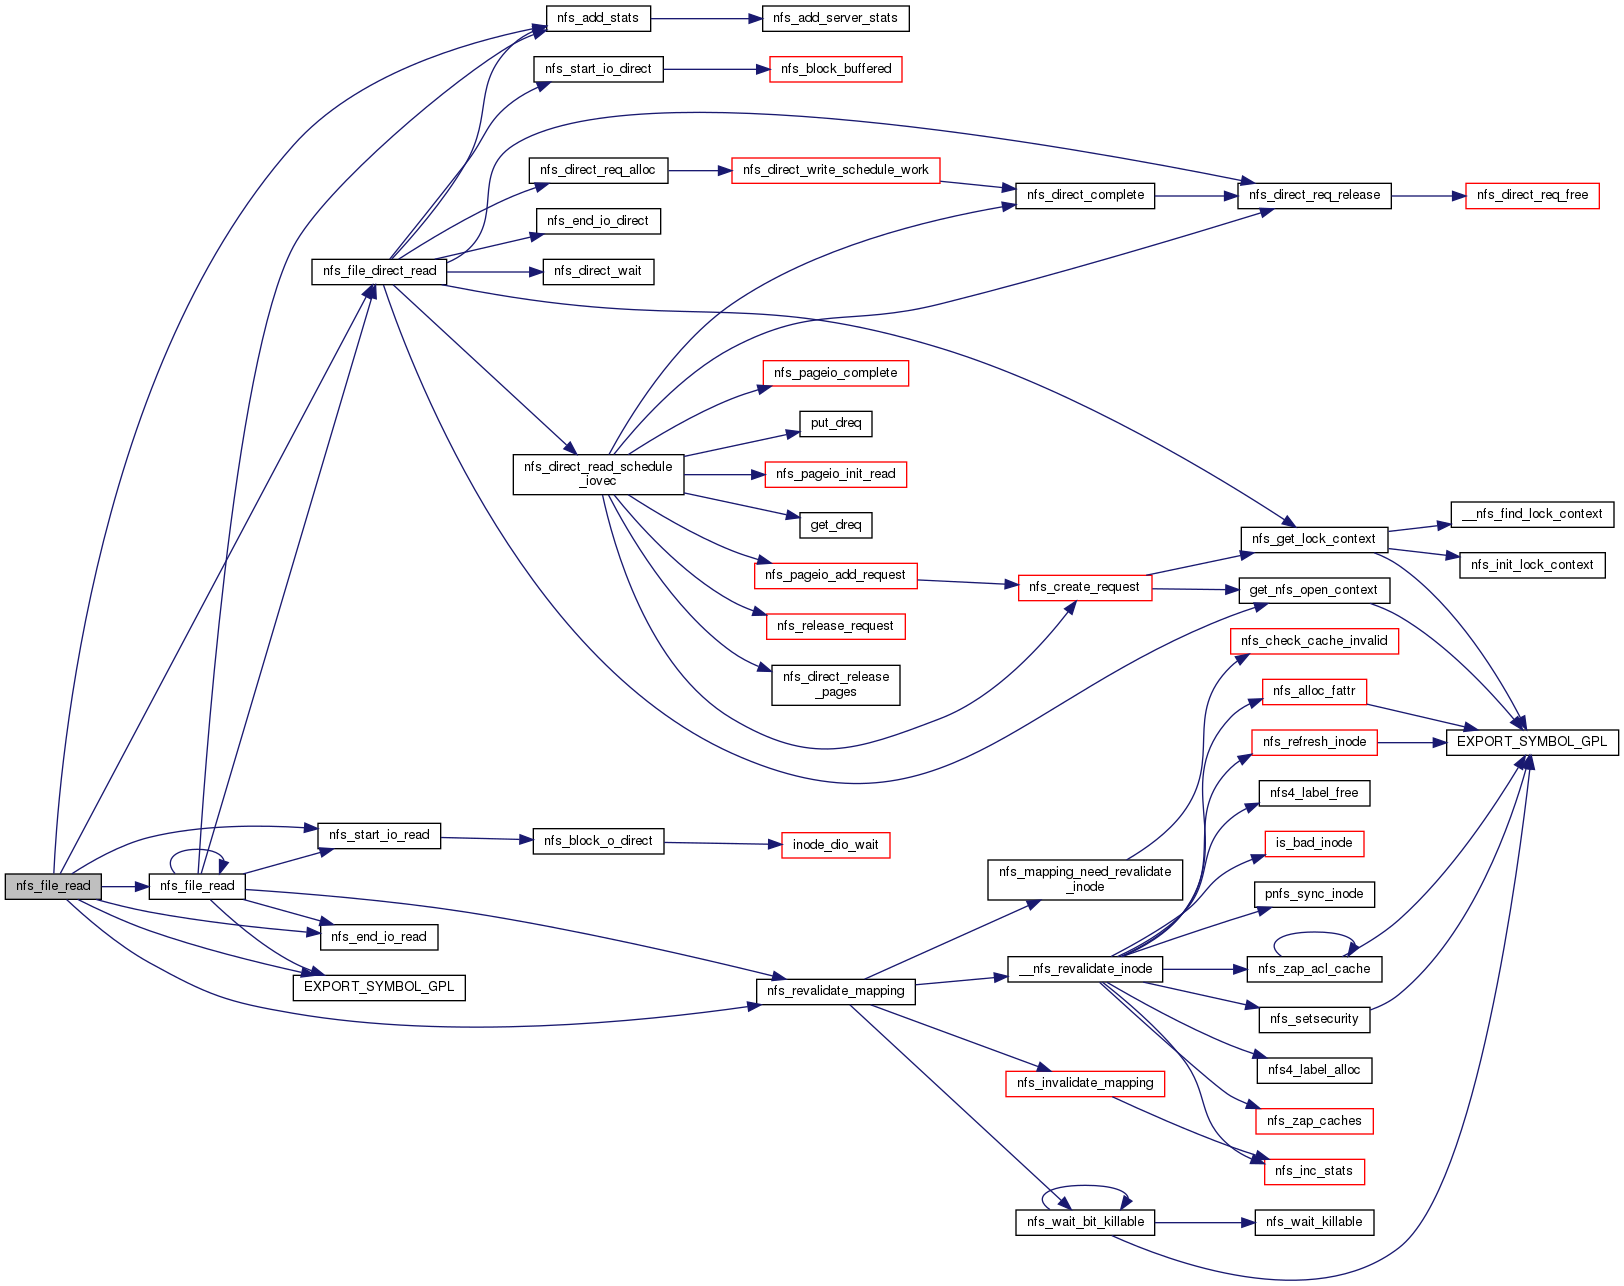 nfs_add_stats
nfs_add_server_stats
nfs_start_io_direct
nfs_block_buffered
nfs_direct_req_alloc
nfs_direct_write_schedule_work
nfs_direct_complete
nfs_direct_req_release
nfs_direct_req_free
nfs_end_io_direct
nfs_file_direct_read
nfs_direct_wait
nfs_pageio_complete
put_dreq
nfs_direct_read_schedule
_iovec
nfs_pageio_init_read
get_dreq
nfs_get_lock_context
__nfs_find_lock_context
nfs_init_lock_context
nfs_pageio_add_request
nfs_create_request
get_nfs_open_context
nfs_release_request
nfs_check_cache_invalid
nfs_direct_release
_pages
nfs_alloc_fattr
nfs_refresh_inode
EXPORT_SYMBOL_GPL
nfs4_label_free
nfs_start_io_read
nfs_block_o_direct
inode_dio_wait
is_bad_inode
nfs_file_read
nfs_file_read
nfs_mapping_need_revalidate
_inode
pnfs_sync_inode
nfs_end_io_read
__nfs_revalidate_inode
nfs_zap_acl_cache
EXPORT_SYMBOL_GPL
nfs_revalidate_mapping
nfs_setsecurity
nfs4_label_alloc
nfs_invalidate_mapping
nfs_zap_caches
nfs_inc_stats
nfs_wait_bit_killable
nfs_wait_killable